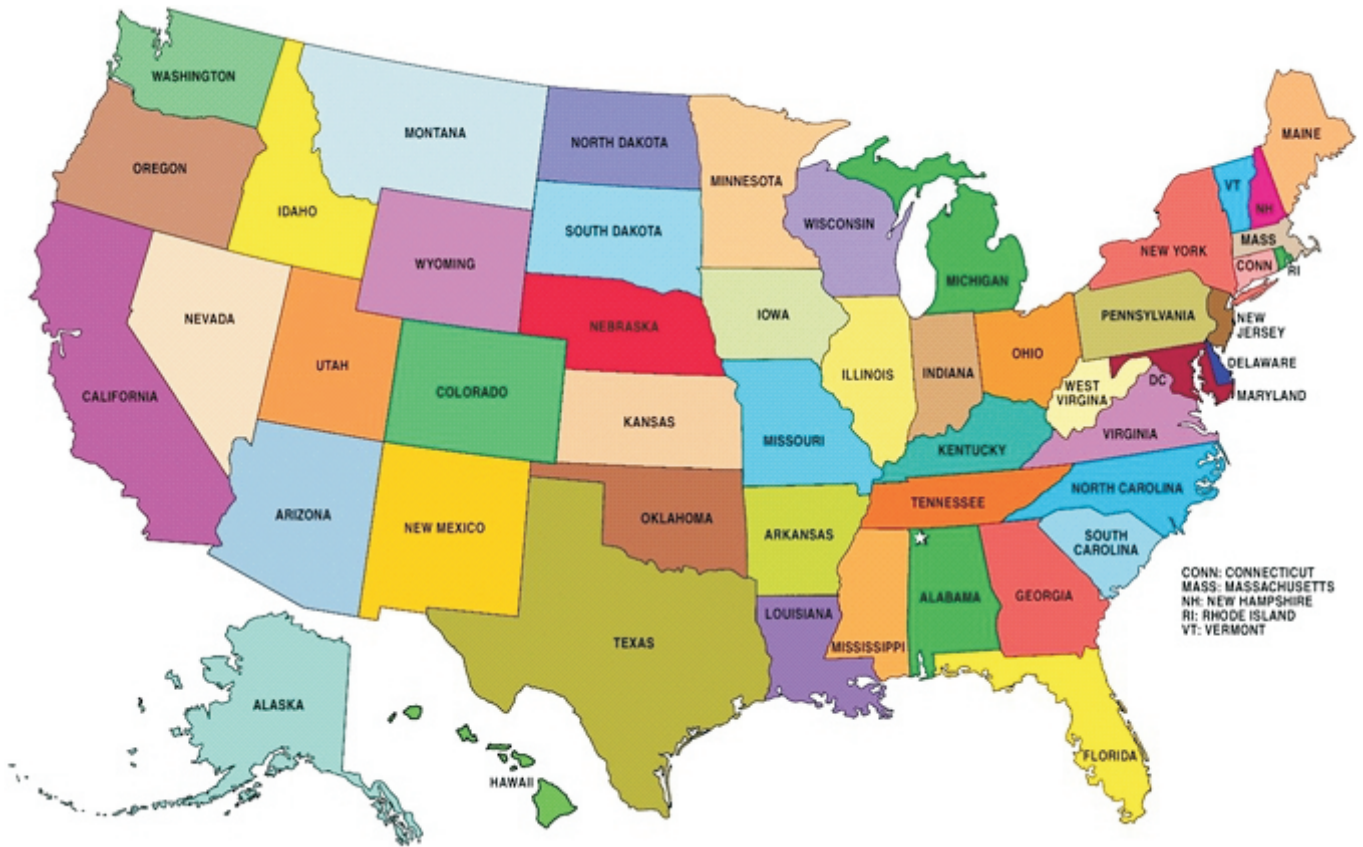 WASHINGTON
OREGON
CALIFORNIA
NEVADA
IDAHO
MONTANA
WYOMING
UTAH
ARIZONA
COLORADO
NEW MEXICO
NORTH DAKOTA
SOUTH DAKOTA
NEBRASKA
KANSAS
OKLAHOMA
TEXAS
MINNESOTA
IOWA
MISSOURI
ARKANSAS
LOUISIANA
WISCONSIN
ILLINOIS
MICHIGAN
INDIANA
OHIO
KENTUCKY
TENNESSEE
MISSISSIPPI
ALABAMA
GEORGIA
FLORIDA
SOUTH
CAROLINA
NORTH CAROLINA
VIRGINIA
WEST
VIRGINA
DC
PENNSYLVANIA
NEW YORK
VT
NH
MAINE
MASS
CONN
RI
NEW
JERSEY
DELAWARE
MARYLAND
ALASKA
HAWAII
CONN: CONNECTICUT
MASS: MASSACHUSETTS
NH: NEW HAMPSHIRE
RI: RHODE ISLAND
VT: VERMONT